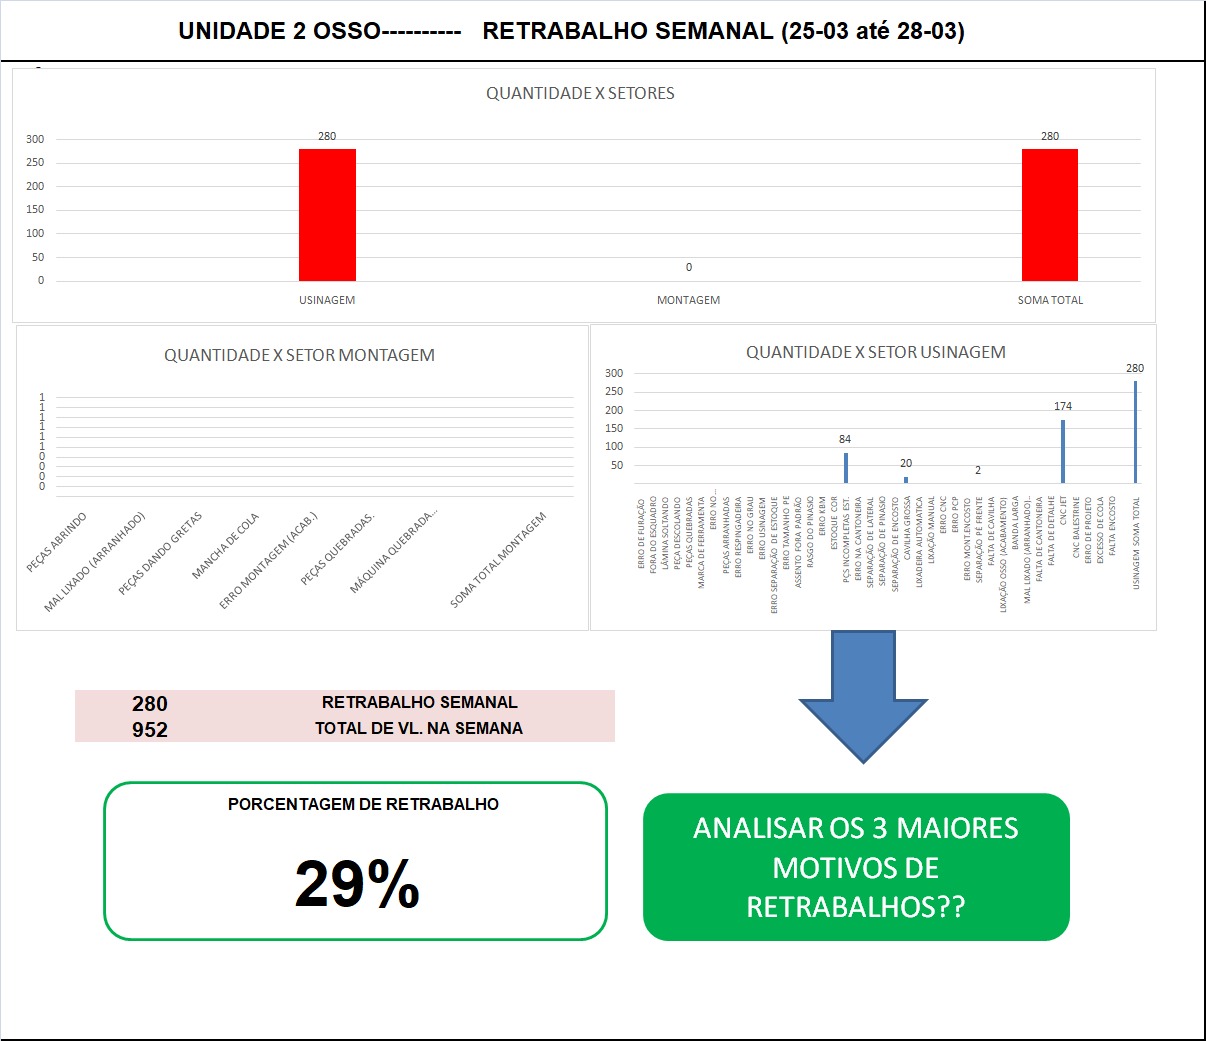 UNIDADE 2 OSSO---------- RETRABALHO SEMANAL (25-03 até 28-03)
QUANTIDADE X SETORES
300
250
200
150
100
50
0
280
0
280
USINAGEM
MONTAGEM
SOMA TOTAL
QUANTIDADE X SETOR MONTAGEM
1
1
1
1
1
1
0
0
0
0
PEÇAS ABRINDO
MAL LIXADO (ARRANHADO)
PEÇAS DANDO GRETAS
MANCHA DE COLA
ERRO MONTAGEM (ACAB.)
PEÇAS QUEBRADAS.
MÁQUINA QUEBRADA...
SOMA TOTAL MONTAGEM
QUANTIDADE X SETOR USINAGEM
300
250
200
150
100
50
84
20
2
174
280
ERRO DE FURAÇÃO
FORA DO ESQUADRO
LÂMINA SOLTANDO
PEÇA DESCOLANDO
PEÇAS QUEBRADAS
MARCA DE FERRAMENTA
ERRO NO...
PEÇAS ARRANHADAS
ERRO RESPINGADEIRA
ERRO NO GRAU
ERRO USINAGEM
ERRO SEPARAÇÃO DE ESTOQUE
ERRO TAMANHO PE
ASSENTO FORA PADRÃO
RASGO DO PINASIO
ERRO KBM
ESTOQUE COR
PÇS INCOMPLETAS EST.
ERRO NA CANTONEIRA
SEPARAÇÃO DE LATERAL
SEPARAÇÃO DE PINASIO
SEPARAÇÃO DE ENCOSTO
CAVILHA GROSSA
LIXADEIRA AUTOMATICA
LIXAÇÃO MANUAL
ERRO CNC
ERRO PCP
ERRO MONT.ENCOSTO
SEPARAÇÃO PÉ FRENTE
FALTA DE CAVILHA
LIXAÇÃO OSSO (ACABAMENTO)
BANDA LARGA
MAL LIXADO (ARRANHADO)..
FALTA DE CANTONEIRA
FALTA DE DETALHE
CNC JET
CNC BALESTRINE
ERRO DE PROJETO
EXCESSO DE COLA
FALTA ENCOSTO
USINAGEM SOMA TOTAL
280 RETRABALHO SEMANAL
952 TOTAL DE VL. NA SEMANA
PORCENTAGEM DE RETRABALHO
29%
ANALISAR OS 3 MAIORES
MOTIVOS DE
RETRABALHOS??